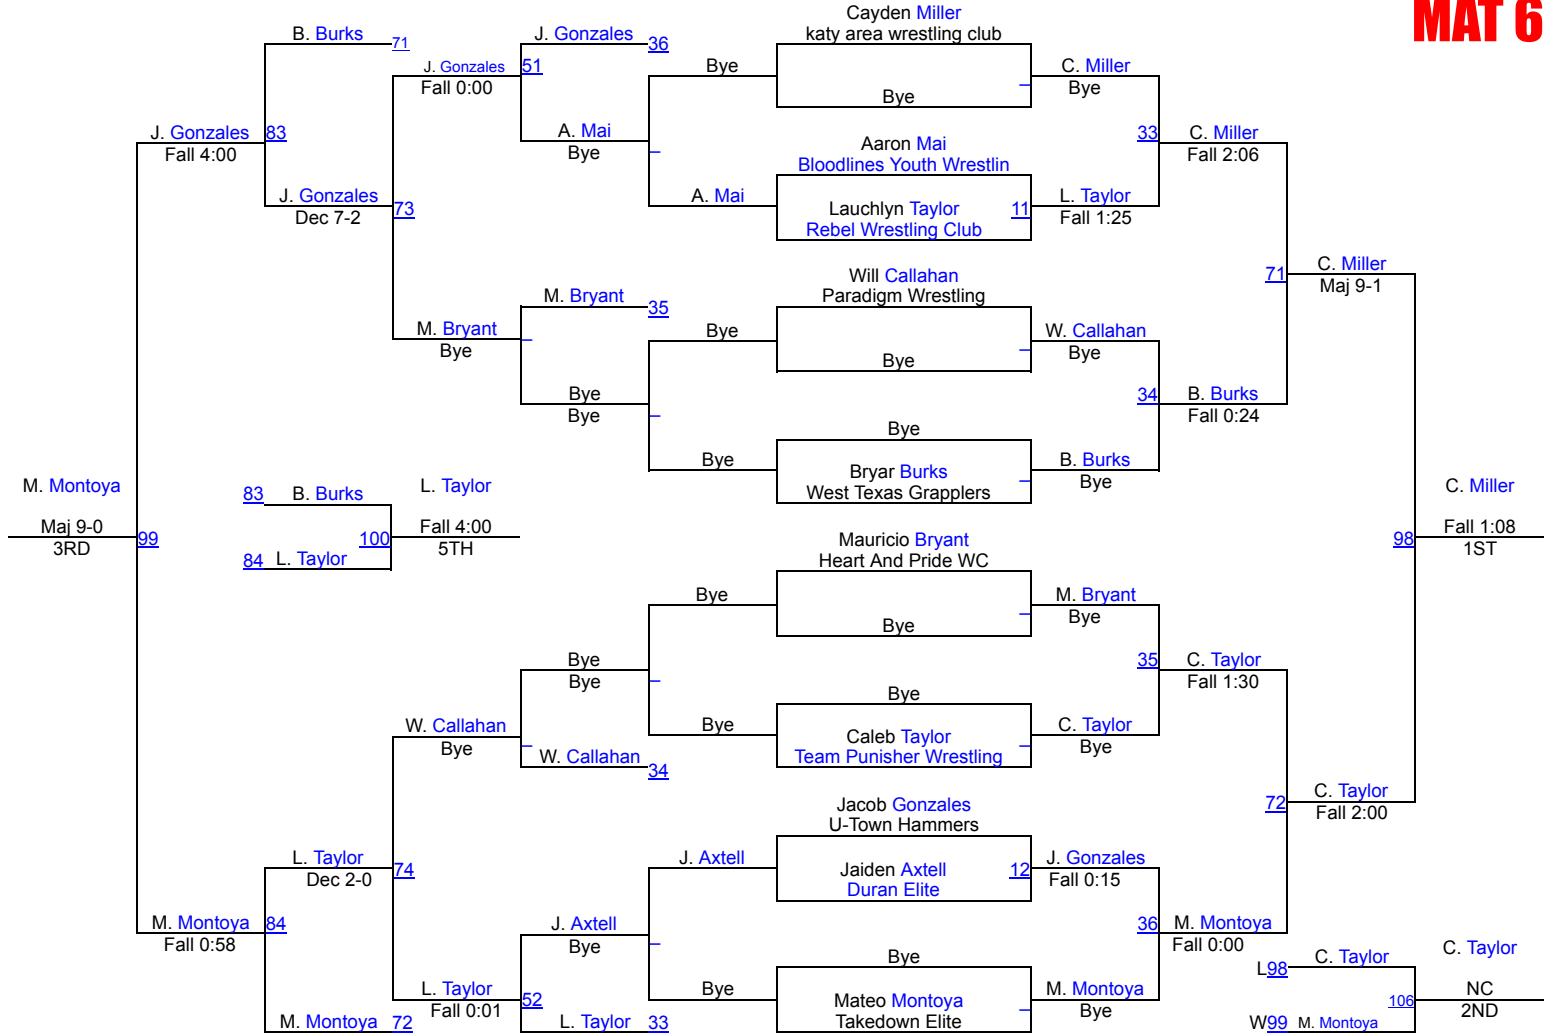 MAT 6
Cayden Miller
katy area wrestling club
B. Burks
71
J. Gonzales
36
J. Gonzales
51
Fall 0:00
Bye
Bye
C. Miller
Bye
J. Gonzales
83
Fall 4:00
A. Mai
Bye
Aaron Mai
Bloodlines Youth Wrestlin
33
C. Miller
Fall 2:06
J. Gonzales
73
Dec 7-2
A. Mai
Lauchlyn Taylor
11
Rebel Wrestling Club
L. Taylor
Fall 1:25
Will Callahan
Paradigm Wrestling
71
C. Miller
Maj 9-1
M. Bryant
35
M. Bryant
Bye
Bye
Bye
W. Callahan
Bye
Bye
Bye
34
B. Burks
Fall 0:24
Bye
Bye
Bryar Burks
West Texas Grapplers
B. Burks
Bye
M. Montoya
83
B. Burks
L. Taylor
C. Miller
Maj 9-0
99
3RD
84
L. Taylor
100
Fall 4:00
5TH
98
Fall 1:08
1ST
Mauricio Bryant
Heart And Pride WC
Bye
Bye
M. Bryant
Bye
Bye
Bye
35
C. Taylor
Fall 1:30
Bye
W. Callahan
Bye
W. Callahan
34
Bye
Caleb Taylor
Team Punisher Wrestling
C. Taylor
Bye
Jacob Gonzales
U-Town Hammers
72
C. Taylor
Fall 2:00
L. Taylor
74
Dec 2-0
J. Axtell
Jaiden Axtell
12
Duran Elite
J. Gonzales
Fall 0:15
M. Montoya
84
Fall 0:58
J. Axtell
Bye
36
M. Montoya
Fall 0:00
Bye
L98
C. Taylor
C. Taylor
L. Taylor
52
Fall 0:01
Bye
Mateo Montoya
Takedown Elite
M. Montoya
Bye
106
NC
2ND
M. Montoya
72
L. Taylor
33
W99
M. Montoya